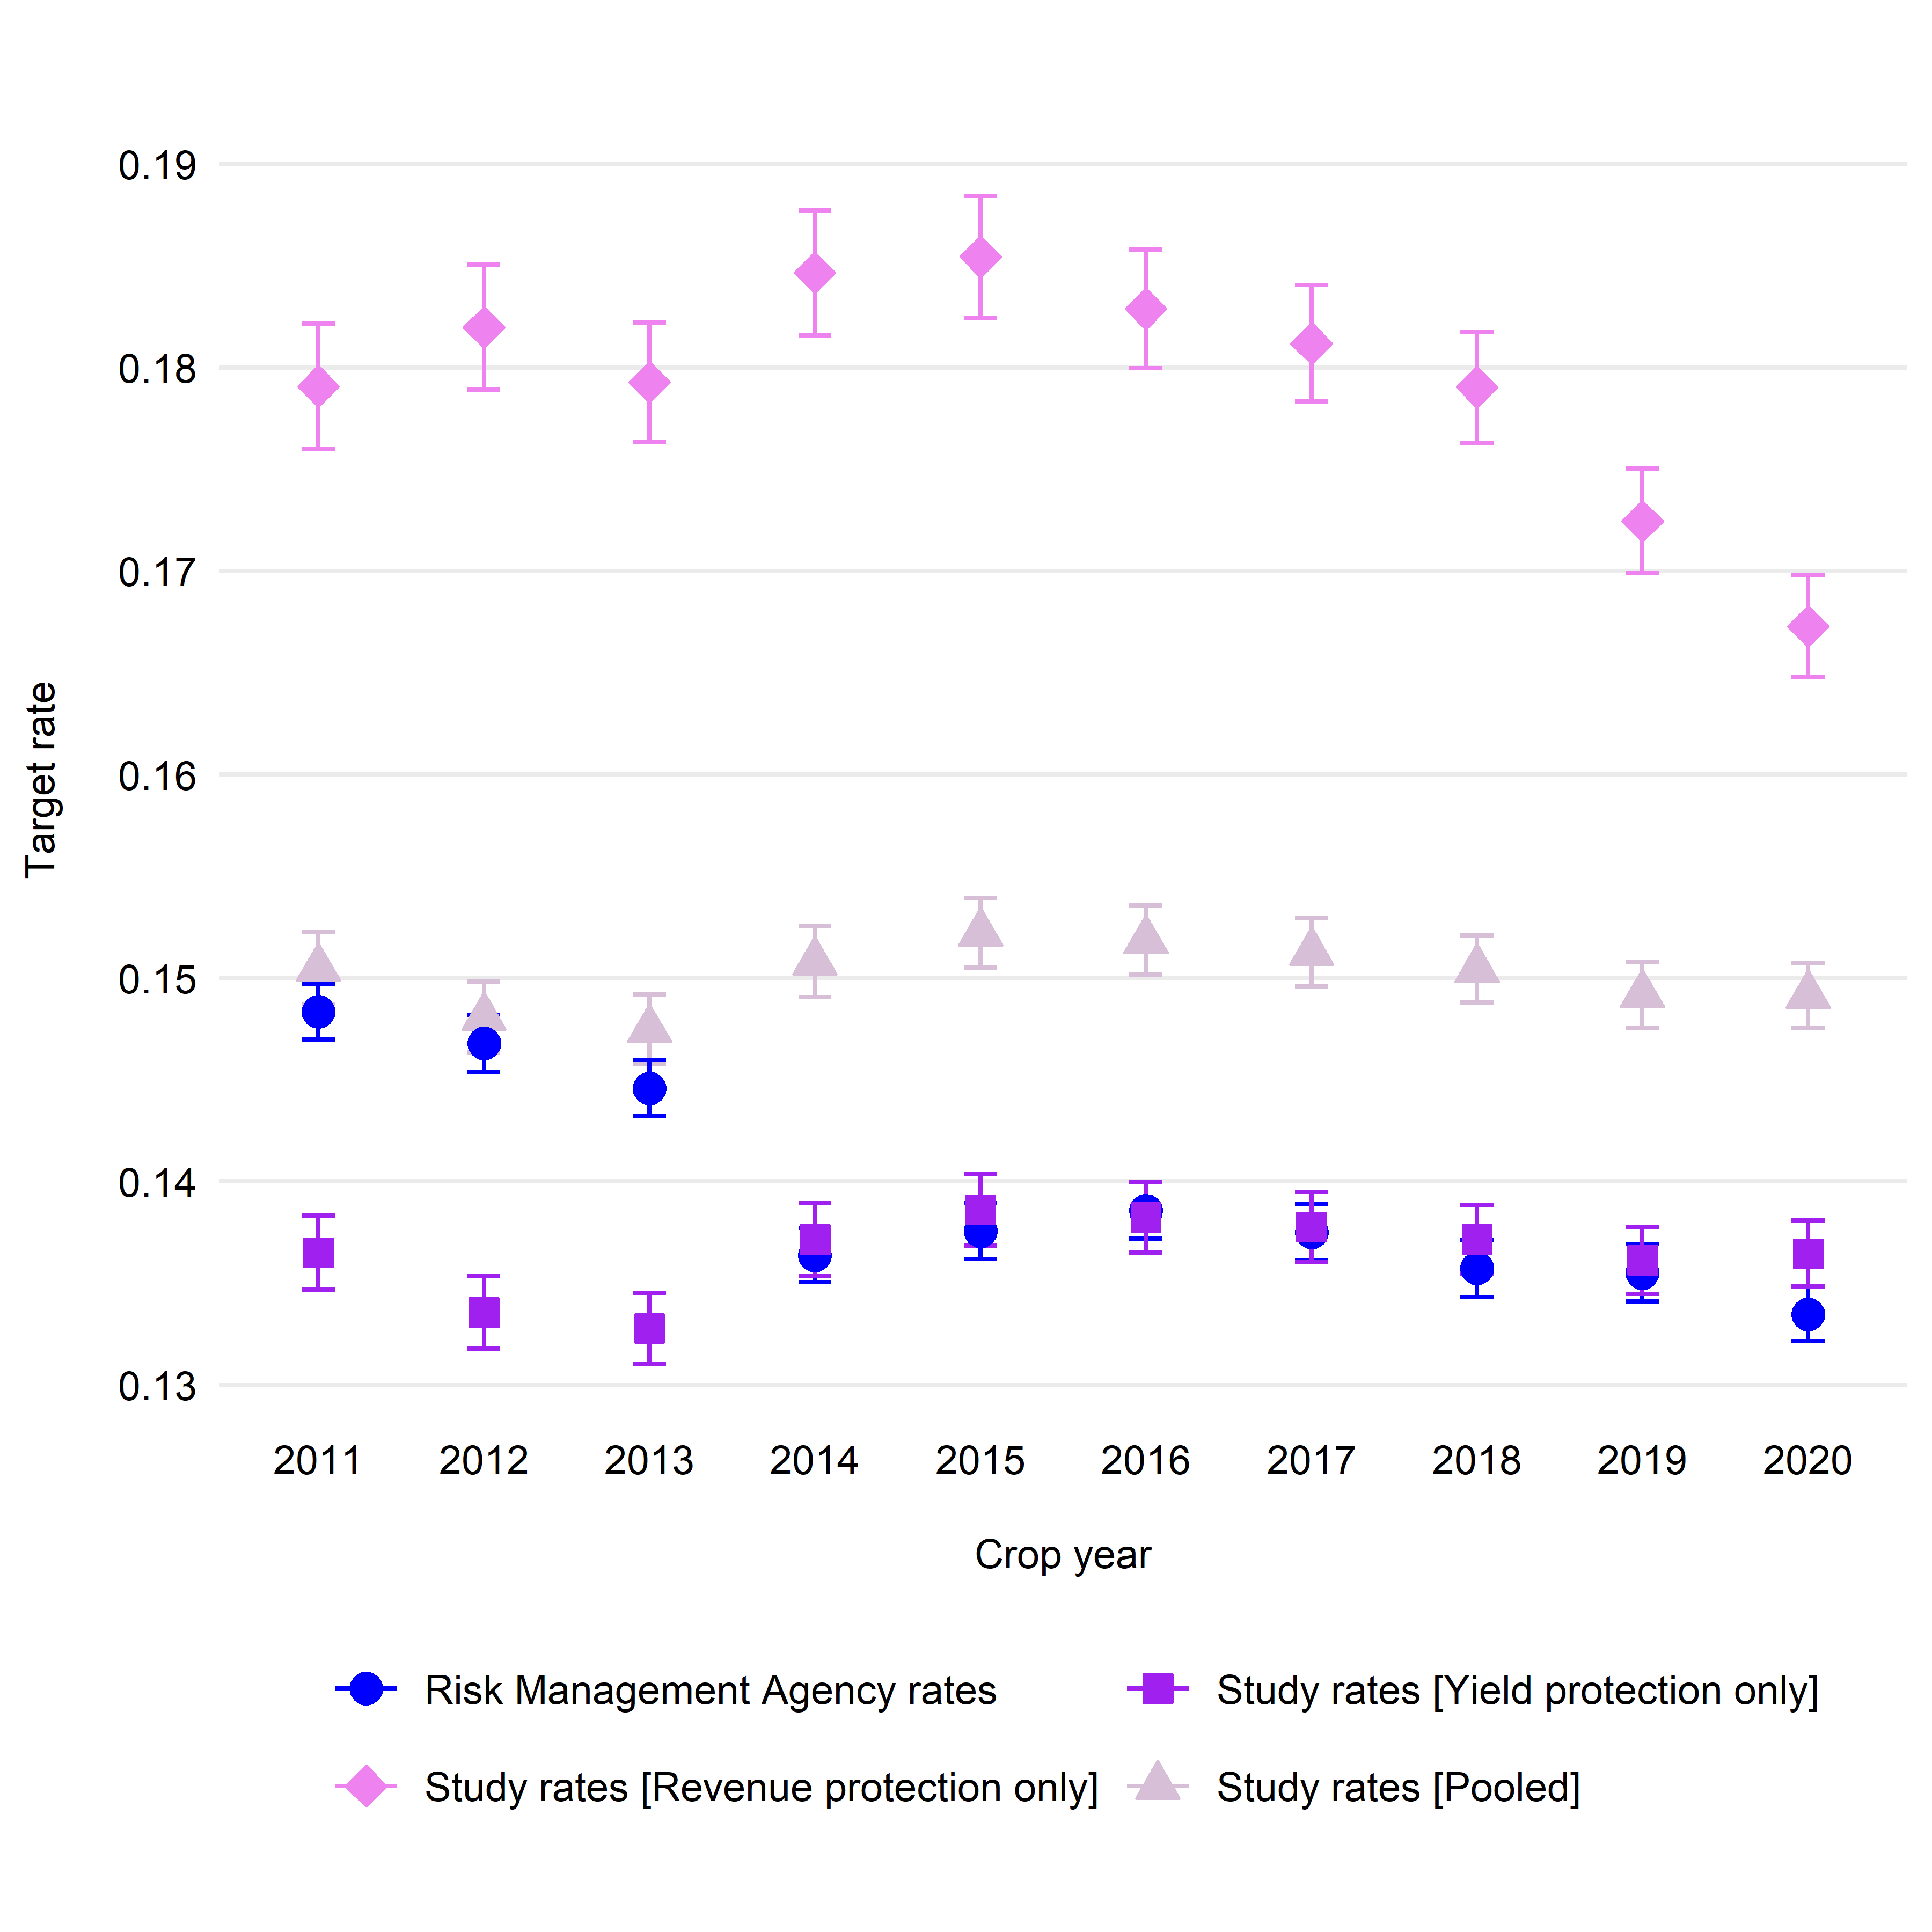 0.19
0.18
0.17
0.16
0.15
0.14
0.13
Target rate
2011 2012 2013 2014 2015 2016 2017 2018 2019 2020
Crop year
Risk Management Agency rates
Study rates [Yield protection only]
Study rates [Revenue protection only]
Study rates [Pooled]